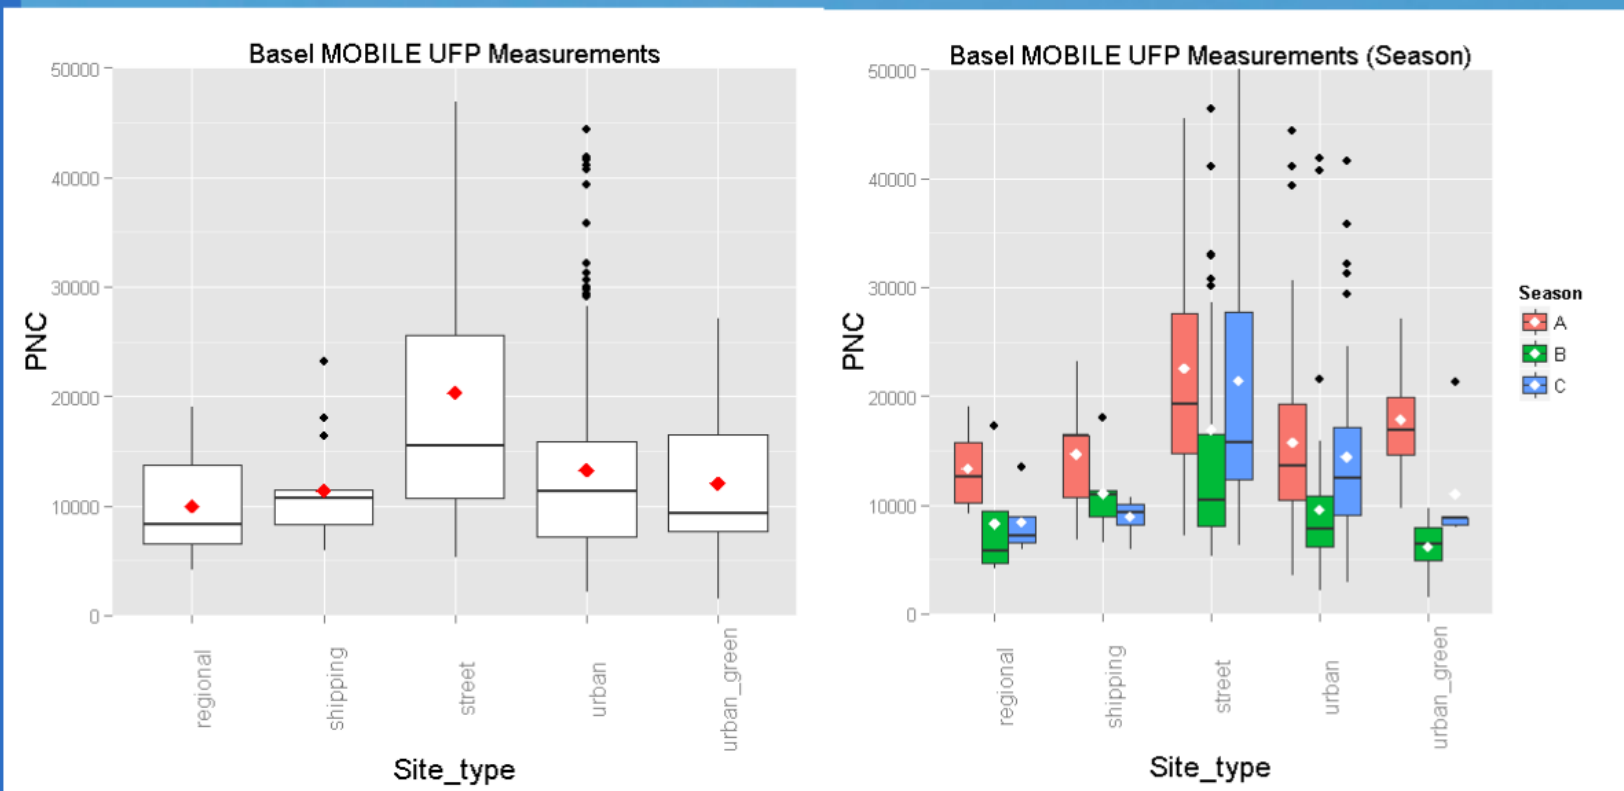 Basel MOBILE UFP Measurements
50000
40000
30000
20000
10000
0
PNC
regional
shipping
street
urban
urban_green
Site_type
Basel MOBILE UFP Measurements (Season)
50000
40000
30000
20000
10000
0
PNC
regional
shipping
street
urban
urban_green
Site_type
Season
A
B
C